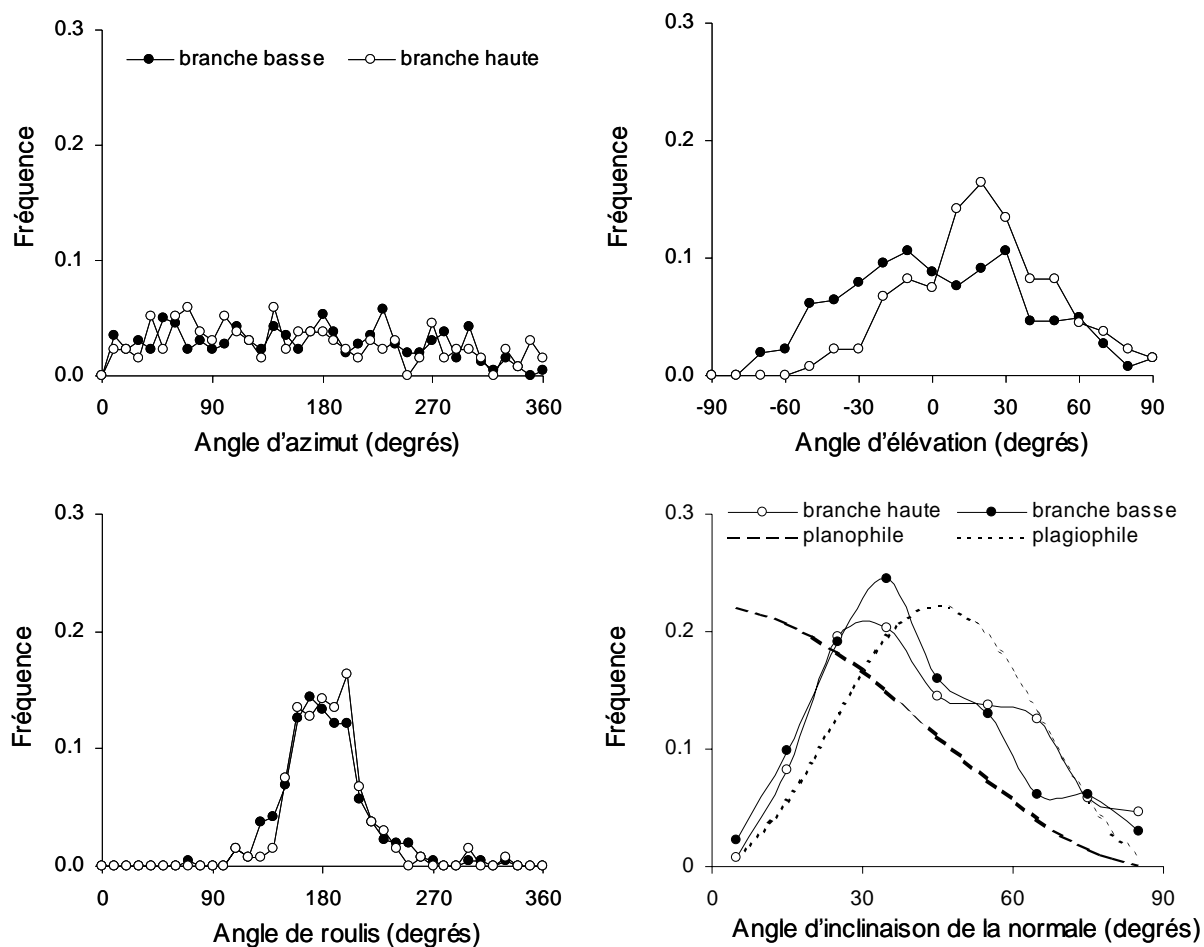 0.3
branche basse branche haute
0.2
Fréquence
0.1
0.0
0 90 180 270 360
Angle d'azimut (degrés)
0.3
0.2
Fréquence
0.1
0.0
-90 -60 -30 0 30 60 90
Angle d'élévation (degrés)
0.3
0.2
Fréquence
0.1
0.0
0 90 180 270 360
Angle de roulis (degrés)
0.3
branche haute branche basse
planophile plagiophile
0.2
Fréquence
0.1
0
0 30 60 90
Angle d'inclinaison de la normale (degrés)